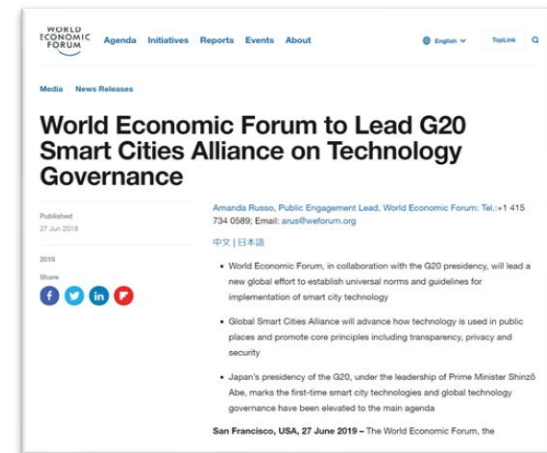 WORLD
ECONOMIC
FORUM
Agenda Initiatives Reports Events About
English
TopLink
Media News Releases
World Economic Forum to Lead G20
Smart Cities Alliance on Technology
Governance
Published
27 Jun 2019
2019
Share
Amanda Russo, Public Engagement Lead, World Economic Forum: Tel.:+1 415
734 0589; Email: arus@weforum.org
中文 | 日本語
• World Economic Forum, in collaboration with the G20 presidency, will lead a
new global effort to establish universal norms and guidelines for
implementation of smart city technology
• Global Smart Cities Alliance will advance how technology is used in public
places and promote core principles including transparency, privacy and
security
• Japan's presidency of the G20, under the leadership of Prime Minister Shinzō
Abe, marks the first-time smart city technologies and global technology
governance have been elevated to the main agenda
San Francisco, USA, 27 June 2019 – The World Economic Forum, the